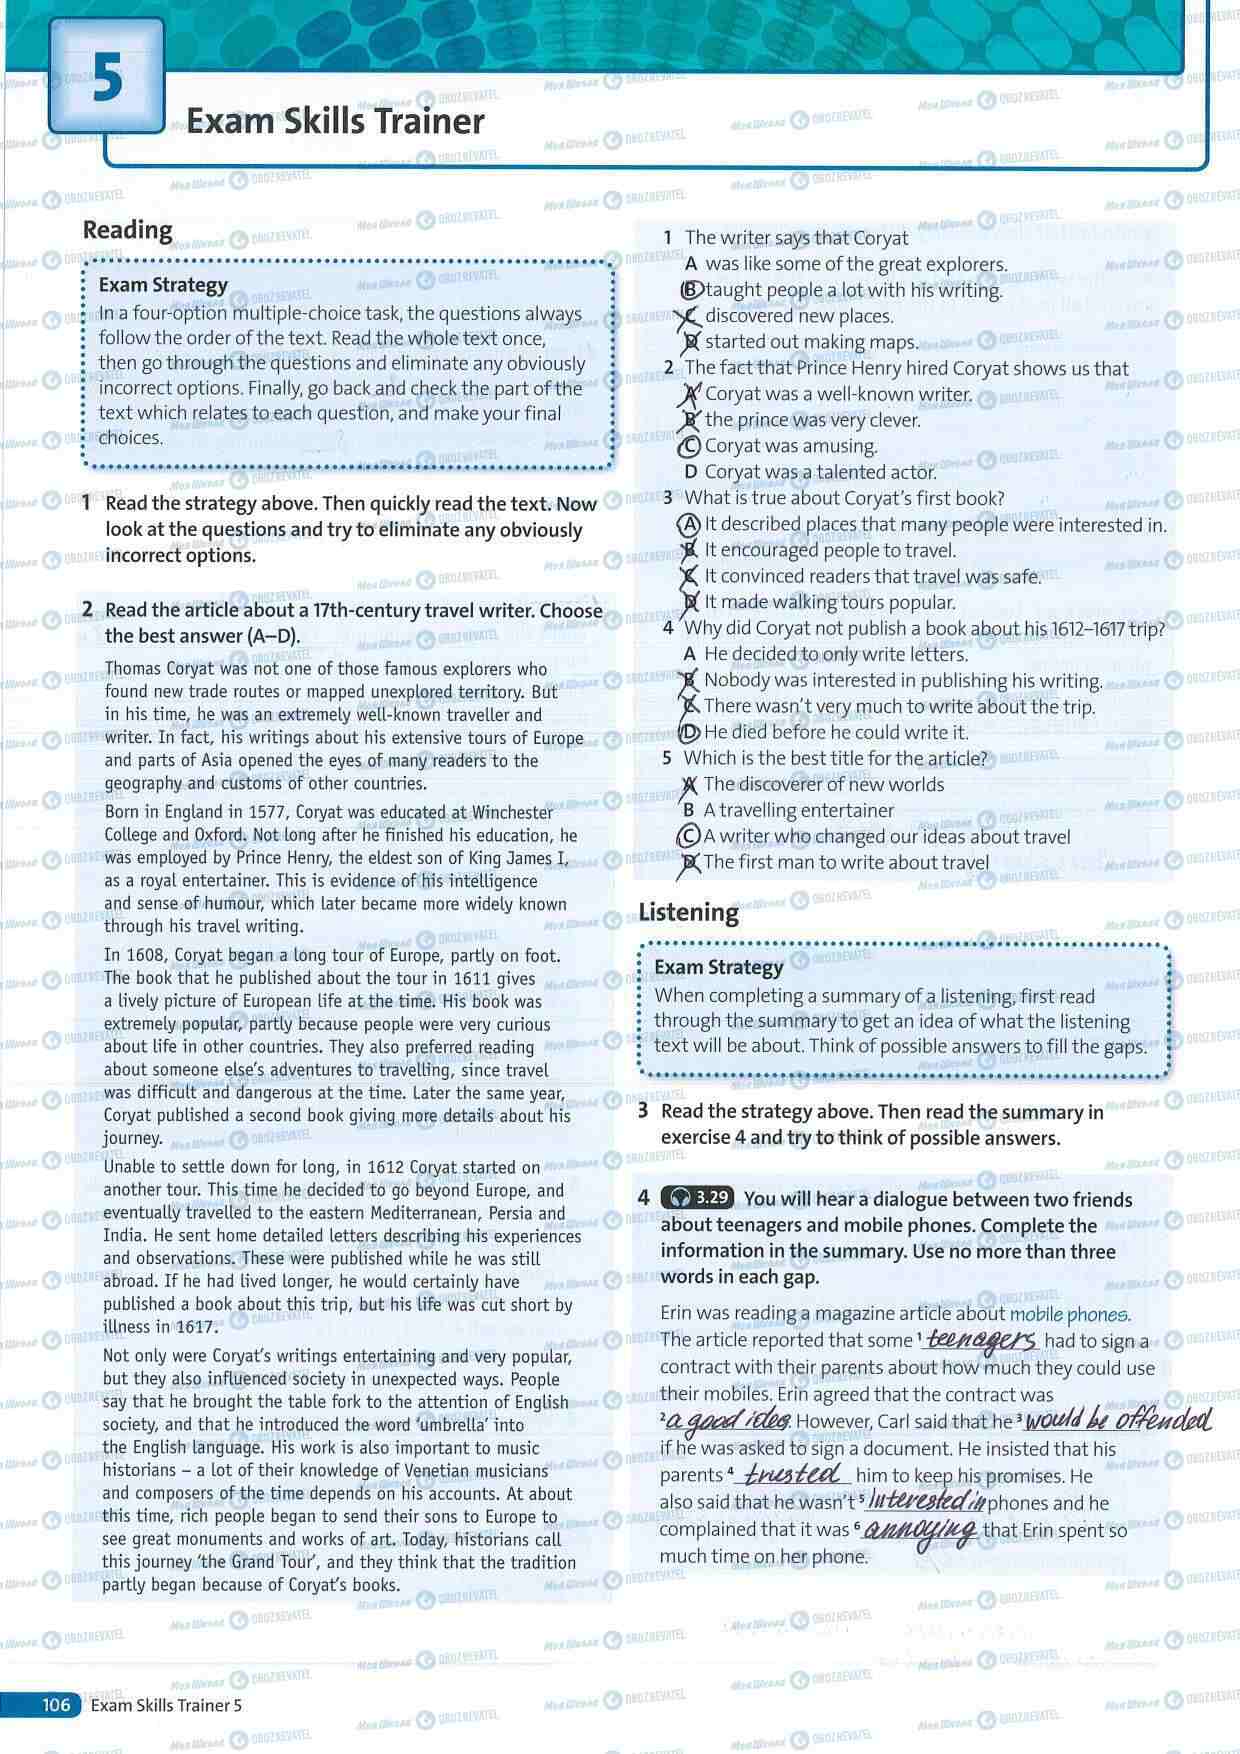 5
Exam Skills Trainer
Reading
Exam Strategy
In a four-option multiple-choice task, the questions always
follow the order of the text. Read the whole text once,
then go through the questions and eliminate any obviously
incorrect options. Finally, go back and check the part of the
text which relates to each question, and make your final
choices.
1 Read the strategy above. Then quickly read the text. Now
look at the questions and try to eliminate any obviously
incorrect options.
2 Read the article about a 17th-century travel writer. Choose
the best answer (A–D).
Thomas Coryat was not one of those famous explorers who
found new trade routes or mapped unexplored territory. But
in his time, he was an extremely well-known traveller and
writer. In fact, his writings about his extensive tours of Europe
and parts of Asia opened the eyes of many readers to the
geography and customs of other countries.
Born in England in 1577, Coryat was educated at Winchester
College and Oxford. Not long after he finished his education, he
was employed by Prince Henry, the eldest son of King James I,
as a royal entertainer. This is evidence of his intelligence
and sense of humour, which later became more widely known
through his travel writing.
In 1608, Coryat began a long tour of Europe, partly on foot.
The book that he published about the tour in 1611 gives
a lively picture of European life at the time. His book was
extremely popular, partly because people were very curious
about life in other countries. They also preferred reading
about someone else's adventures to travelling, since travel
was difficult and dangerous at the time. Later the same year,
Coryat published a second book giving more details about his
journey.
Unable to settle down for long, in 1612 Coryat started on
another tour. This time he decided to go beyond Europe, and
eventually travelled to the eastern Mediterranean, Persia and
India. He sent home detailed letters describing his experiences
and observations. These were published while he was still
abroad. If he had lived longer, he would certainly have
published a book about this trip, but his life was cut short by
illness in 1617.
Not only were Coryat's writings entertaining and very popular,
but they also influenced society in unexpected ways. People
say that he brought the table fork to the attention of English
society, and that he introduced the word 'umbrella' into
the English language. His work is also important to music
historians – a lot of their knowledge of Venetian musicians
and composers of the time depends on his accounts. At about
this time, rich people began to send their sons to Europe to
see great monuments and works of art. Today, historians call
this journey 'the Grand Tour', and they think that the tradition
partly began because of Coryat's books.
1 The writer says that Coryat
A was like some of the great explorers.
B taught people a lot with his writing.
C discovered new places.
D started out making maps.
2 The fact that Prince Henry hired Coryat shows us that
A Coryat was a well-known writer.
B the prince was very clever.
C Coryat was amusing.
D Coryat was a talented actor.
3 What is true about Coryat's first book?
A It described places that many people were interested in.
B It encouraged people to travel.
C It convinced readers that travel was safe.
D It made walking tours popular.
4 Why did Coryat not publish a book about his 1612–1617 trip?
A He decided to only write letters.
B Nobody was interested in publishing his writing.
C There wasn't very much to write about the trip.
D He died before he could write it.
5 Which is the best title for the article?
A The discoverer of new worlds
B A travelling entertainer
C A writer who changed our ideas about travel
D The first man to write about travel
Listening
Exam Strategy
When completing a summary of a listening, first read
through the summary to get an idea of what the listening
text will be about. Think of possible answers to fill the gaps.
3 Read the strategy above. Then read the summary in
exercise 4 and try to think of possible answers.
4 3.29 You will hear a dialogue between two friends
about teenagers and mobile phones. Complete the
information in the summary. Use no more than three
words in each gap.
Erin was reading a magazine article about mobile phones.
The article reported that some 1 teenagers had to sign a
contract with their parents about how much they could use
their mobiles. Erin agreed that the contract was
2 a good idea. However, Carl said that he 3 would be offended
if he was asked to sign a document. He insisted that his
parents 4 trusted him to keep his promises. He
also said that he wasn't 5 interested in phones and he
complained that it was 6 annoying that Erin spent so
much time on her phone.
106 Exam Skills Trainer 5
Моя Школа OBOZREVATEL